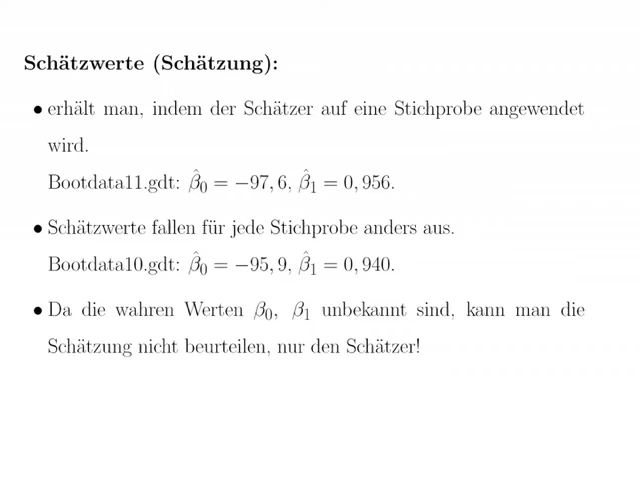 Schätzwerte (Schätzung):
• erhält man, indem der Schätzer auf eine Stichprobe angewendet
wird.
Bootdata11.gdt: β̂₀ = −97, 6, β̂₁ = 0, 956.
• Schätzwerte fallen für jede Stichprobe anders aus.
Bootdata10.gdt: β̂₀ = −95, 9, β̂₁ = 0, 940.
• Da die wahren Werten β₀, β₁ unbekannt sind, kann man die
Schätzung nicht beurteilen, nur den Schätzer!